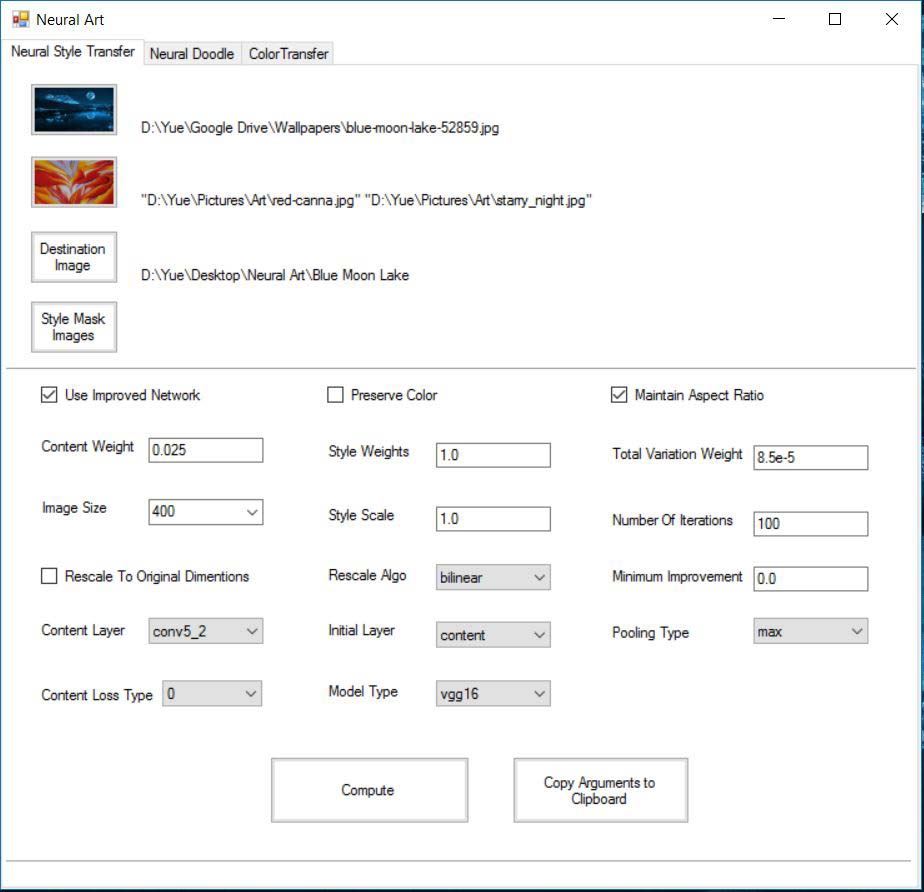 Neural Art
Neural Style Transfer Neural Doodle ColorTransfer
D:\Yue\Google Drive\Wallpapers\blue-moon-lake-52859.jpg
"D:\Yue\Pictures\Art\red-canna.jpg" "D:\Yue\Pictures\Art\starry_night.jpg"
Destination
Image
D:\Yue\Desktop\Neural Art\Blue Moon Lake
Style Mask
Images
Use Improved Network Preserve Color Maintain Aspect Ratio
Content Weight 0.025 Style Weights 1.0 Total Variation Weight 8.5e-5
Image Size 400 Style Scale 1.0 Number Of Iterations 100
Rescale To Original Dimentions Rescale Algo bilinear Minimum Improvement 0.0
Content Layer conv5_2 Initial Layer content Pooling Type max
Content Loss Type 0 Model Type vgg16
Compute
Copy Arguments to
Clipboard